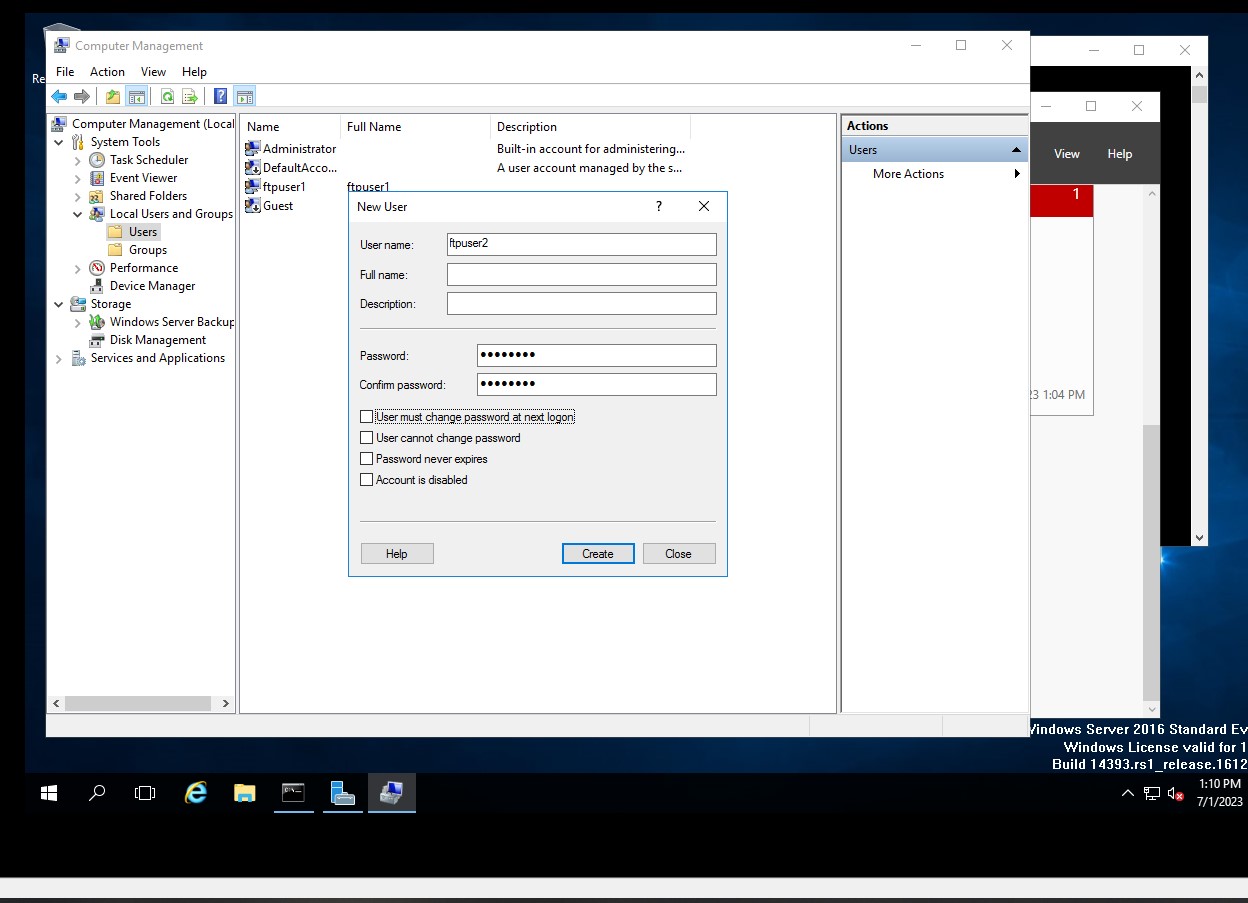 Computer Management
File Action View Help
Computer Management (Local
System Tools
Task Scheduler
Event Viewer
Shared Folders
Local Users and Groups
Users
Groups
Performance
Device Manager
Storage
Windows Server Backup
Disk Management
Services and Applications
Name Full Name Description
Administrator Built-in account for administering...
DefaultAcco... A user account managed by the s...
ftpuser1 ftpuser1
Guest
New User
User name: ftpuser2
Full name:
Description:
Password: ●●●●●●●●
Confirm password: ●●●●●●●●
User must change password at next logon
User cannot change password
Password never expires
Account is disabled
Help Create Close
Actions
Users
More Actions
View Help
1
23 1:04 PM
Windows Server 2016 Standard Ev
Windows License valid for 1
Build 14393.rs1_release.1612
1:10 PM
7/1/2023